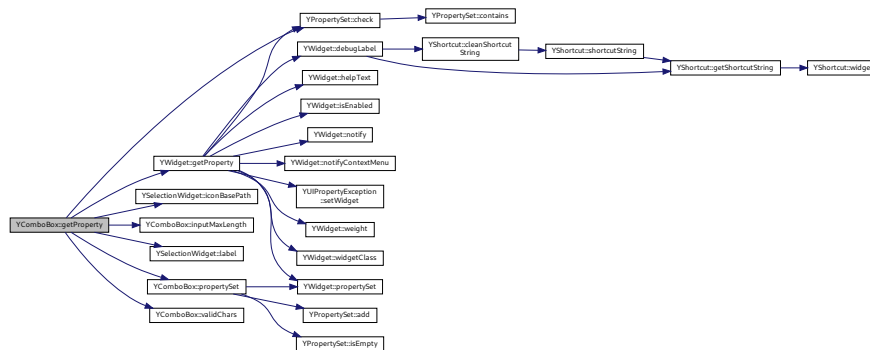 YPropertySet::check
YPropertySet::contains
YWidget::debugLabel
YShortcut::cleanShortcut
String
YShortcut::shortcutString
YShortcut::getShortcutString
YShortcut::widge
YWidget::helpText
YWidget::isEnabled
YWidget::notify
YWidget::getProperty
YWidget::notifyContextMenu
YSelectionWidget::iconBasePath
YUIPropertyException
::setWidget
YComboBox::getProperty
YComboBox::inputMaxLength
YWidget::weight
YSelectionWidget::label
YWidget::widgetClass
YComboBox::propertySet
YWidget::propertySet
YComboBox::validChars
YPropertySet::add
YPropertySet::isEmpty